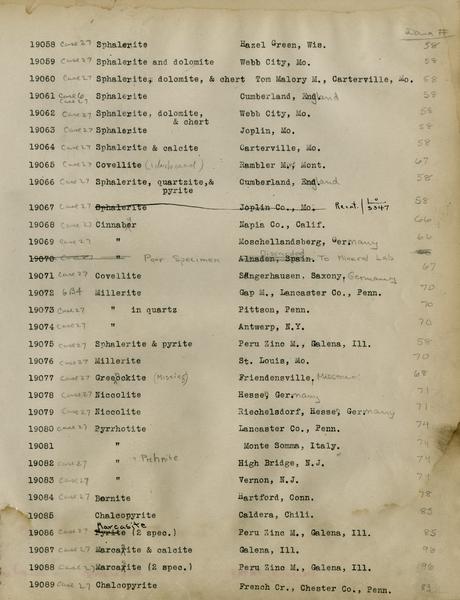 Dana #
19058 Case 27 Sphalerite Hazel Green, Wis. 58
19059 Case 27 Sphalerite and dolomite Webb City, Mo. 58
19060 Case 27 Sphalerite, dolomite, & chert Tom Malory M., Carterville, Mo. 58
19061 Case 6 Case 27 Sphalerite Cumberland, England 58
19062 Case 27 Sphalerite, dolomite, Webb City, Mo. 58
& chert
19063 Case 27 Sphalerite Joplin, Mo. 58
19064 Case 27 Sphalerite & calcite Carterville, Mo. 58
19065 Case 27 Covellite Rambler M., Mont. 67
19066 Case 27 Sphalerite, quartzite,& Cumberland, England 58
pyrite
19067 Sphalerite Joplin Co., Mo. 58
19068 Case 27 Cinnabar Napia Co., Calif. 66
19069 Case 27 " Moschellandsberg, Germany 66
19070 Case 27 " Poor Specimen Almaden, Spain. Discarded To Mineral Lab
19071 Case 27 Covellite Sangerhausen, Saxony, Germany 67
19072 6B4 Millerite Gap M., Lancaster Co., Penn. 70
19073 Case 27 " in quartz Pittson, Penn. 70
19074 Case 27 " Antwerp, N.Y. 70
19075 Case 27 Sphalerite & pyrite Peru Zinc M., Galena, Ill. 58
19076 Case 27 Millerite St. Louis, Mo. 70
19077 Case 27 Greenockite (Missing) Friendensville, Missouri 68
19078 Case 27 Niccolite Hesse, Germany 71
19079 Case 27 Niccolite Riechelsdorf, Hesse, Germany 71
19080 Case 27 Pyrrhotite Lancaster Co., Penn. 74
19081 " Monte Somma, Italy. 74
19082 Case 27 " Prehnite High Bridge, N.J. 74
19083 Case 27 " Vernon, N.J. 74
19084 Case 27 Bornite Hartford, Conn. 78
19085 Chalcopyrite Caldera, Chili. 83
19086 Case 27 Pyrite Marcasite (2 spec.) Peru Zinc M., Galena, Ill. 85
19087 Case 27 Marcasite & calcite Galena, Ill. 96
19088 Case 27 Marcasite (2 spec.) Peru Zinc M., Galena, Ill. 96
19089 Case 27 Chalcopyrite French Cr., Chester Co., Penn. 83